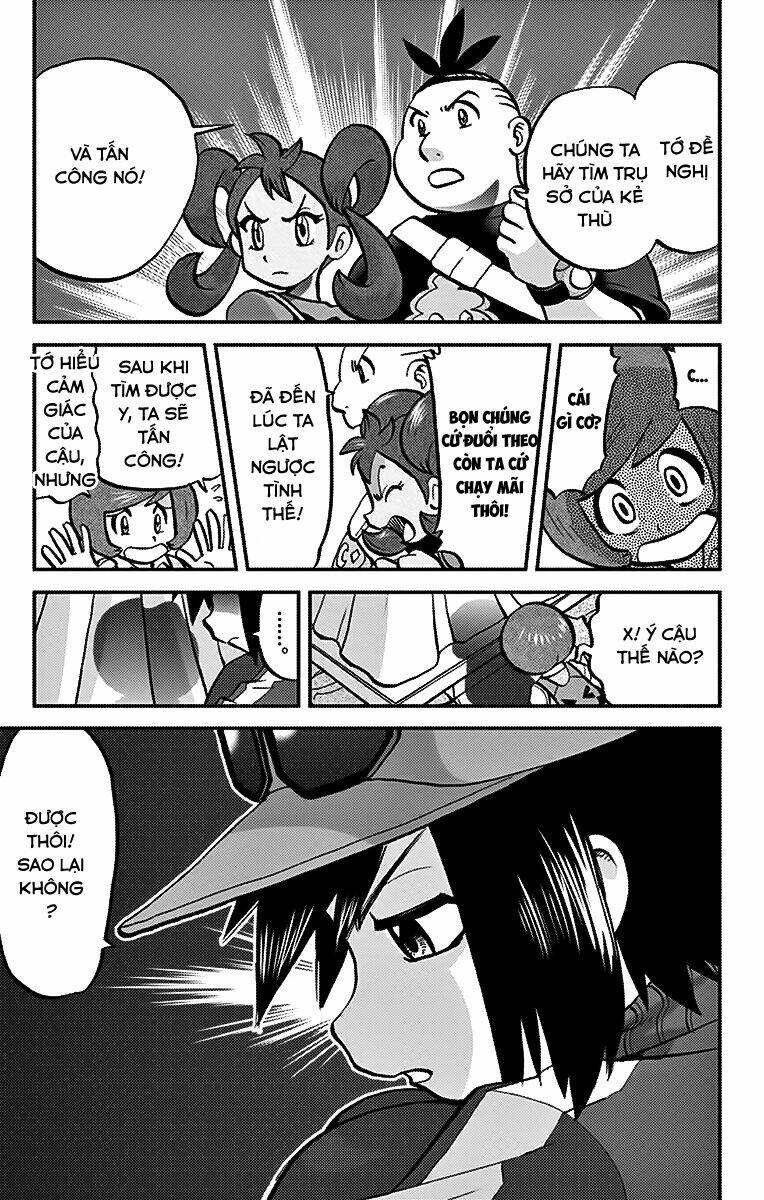 TỚ ĐỀ
NGHỊ
CHÚNG TA
HÃY TÌM TRỤ
SỞ CỦA KẺ
THÙ
VÀ TẤN
CÔNG NÓ!
C...
CÁI
GÌ CƠ?
BỌN CHÚNG
CỨ ĐUỔI THEO
CÒN TA CỨ
CHẠY MÃI
THÔI!
ĐÃ ĐẾN
LÚC TA
LẬT
NGƯỢC
TÌNH
THẾ!
SAU KHI
TÌM ĐƯỢC
Y, TA SẼ
TẤN
CÔNG!
TỚ HIỂU
CẢM
GIÁC
CỦA
CẬU,
NHƯNG
X! Ý CẬU
THẾ NÀO?
...
ĐƯỢC
THÔI!
SAO LẠI
KHÔNG
?